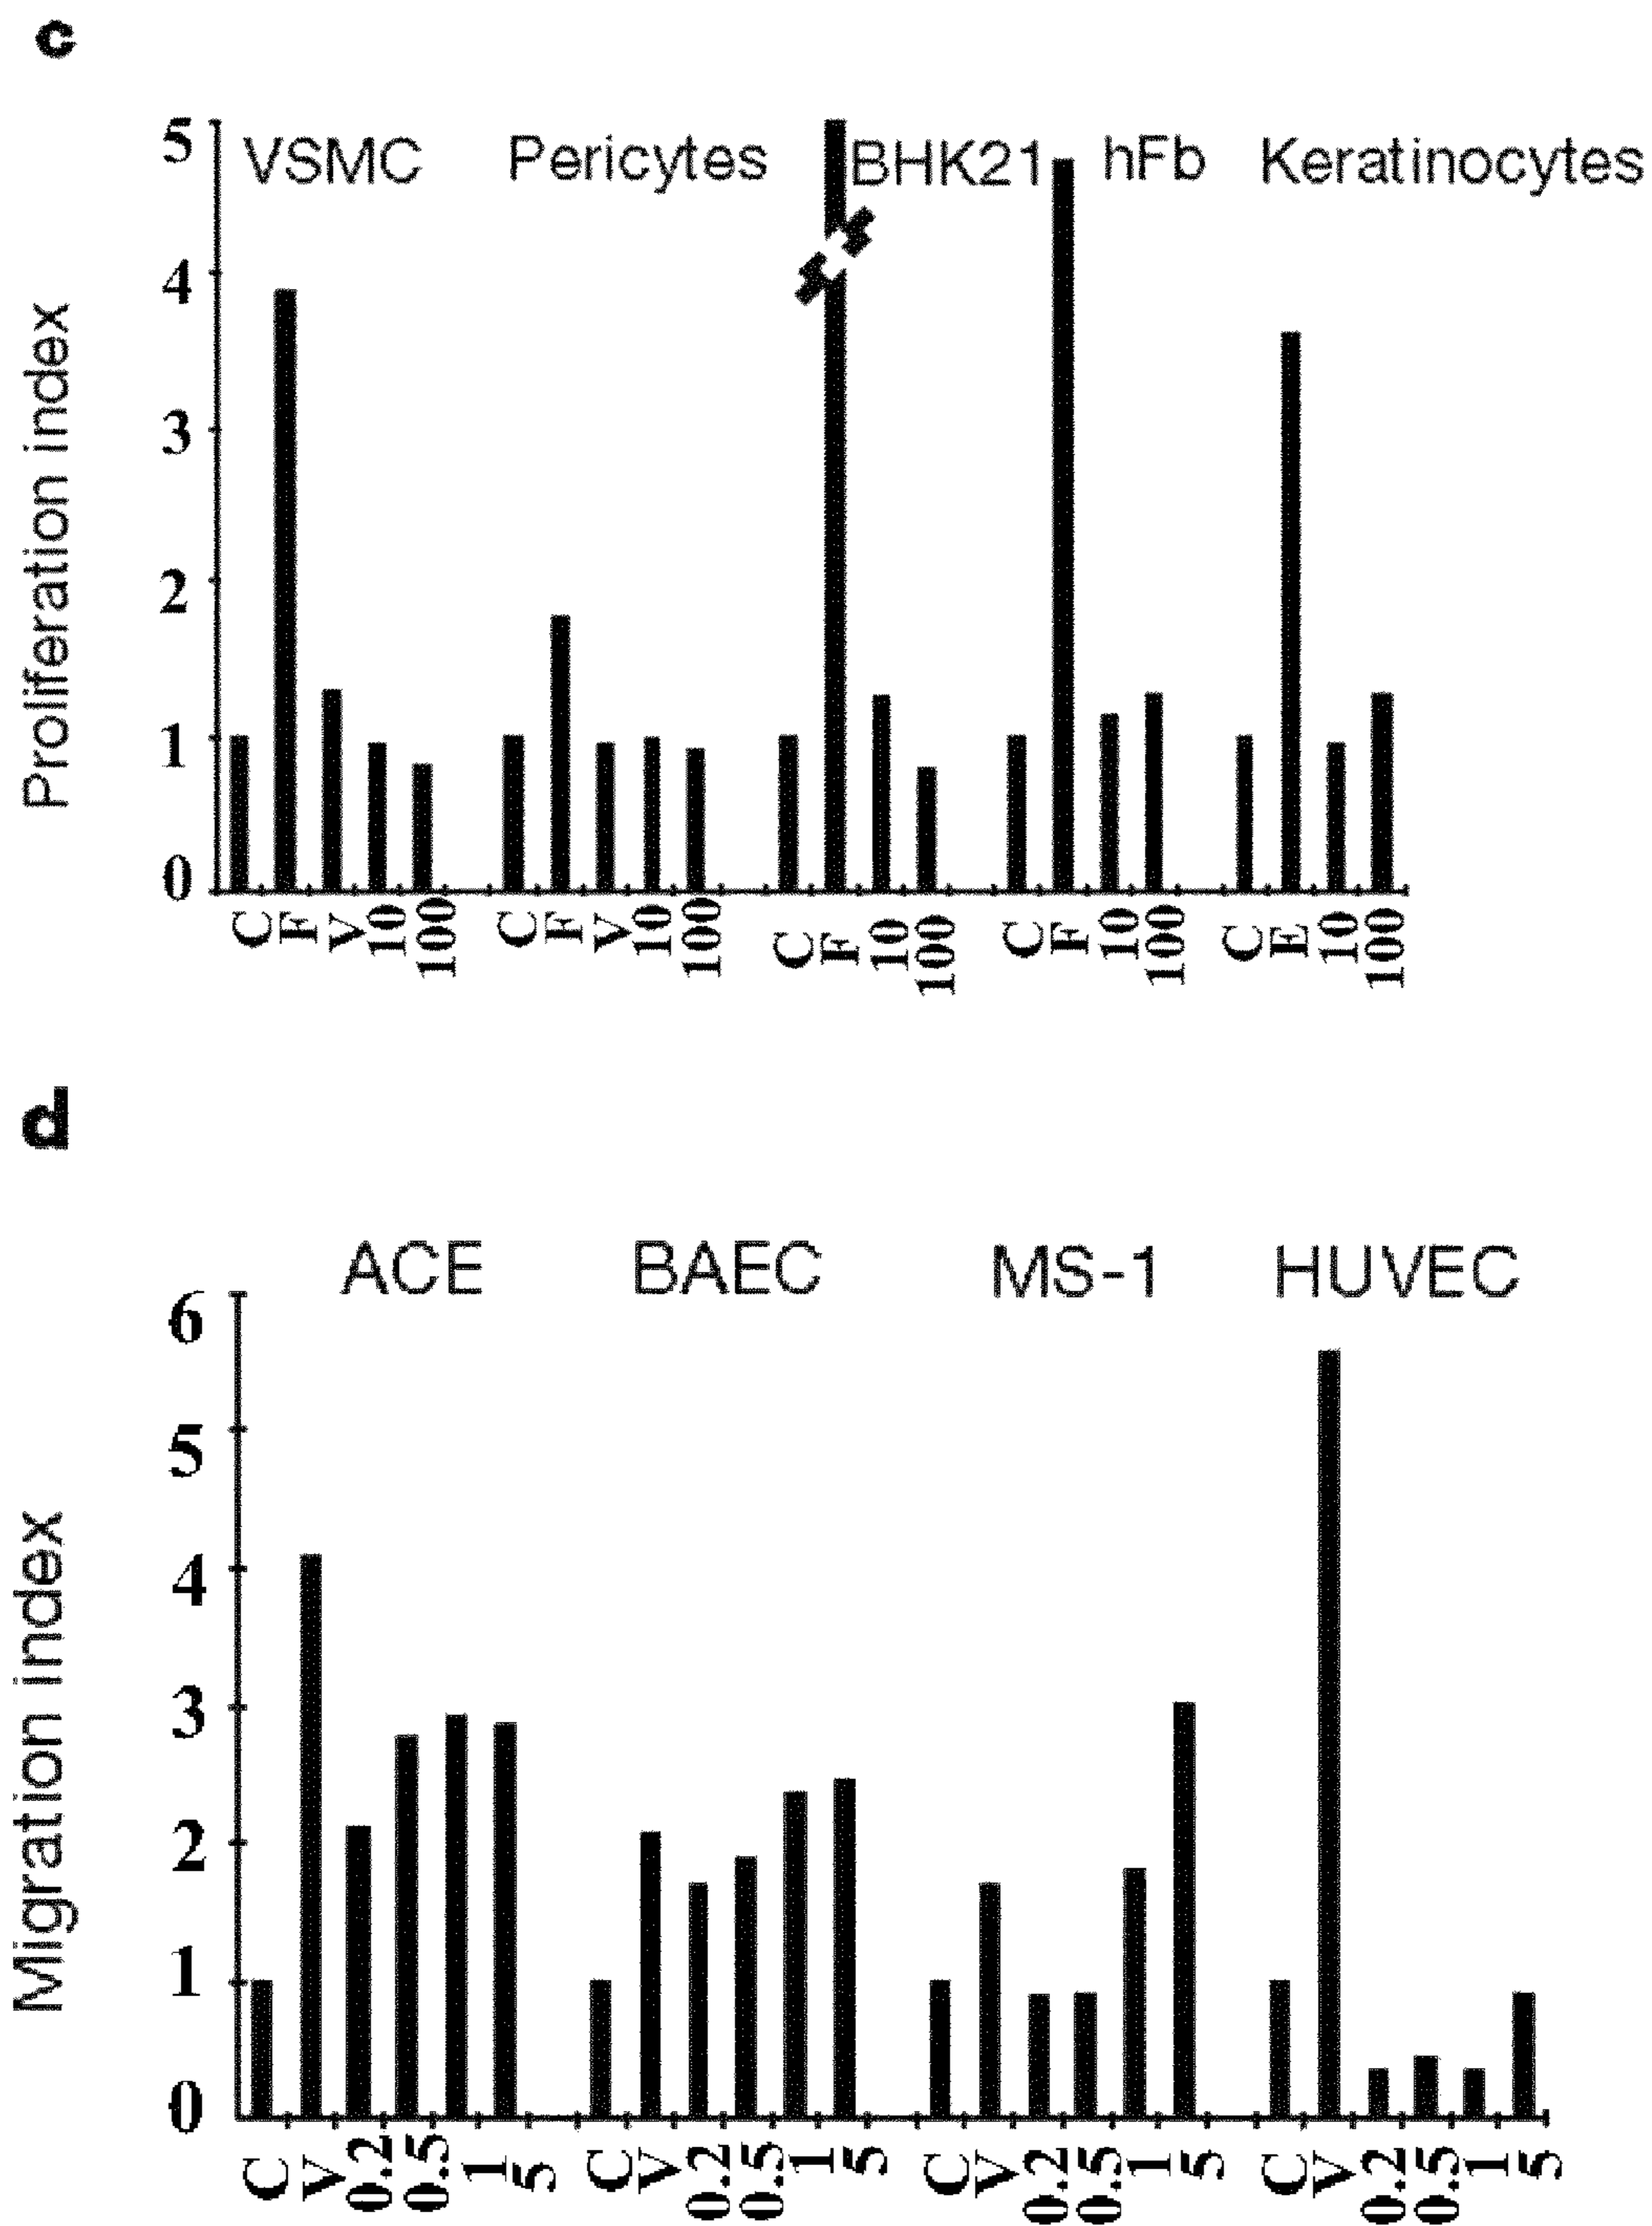 c
5
VSMC Pericytes BHK21 hFb Keratinocytes
4
3
2
1
0
Proliferation index
C F V 10 100 C F V 10 100 C F 10 100 C F 10 100 C E 10 100
d
ACE BAEC MS-1 HUVEC
6
5
4
3
2
1
0
Migration index
C V 0.2 0.5 1 5 C V 0.2 0.5 1 5 C V 0.2 0.5 1 5 C V 0.2 0.5 1 5